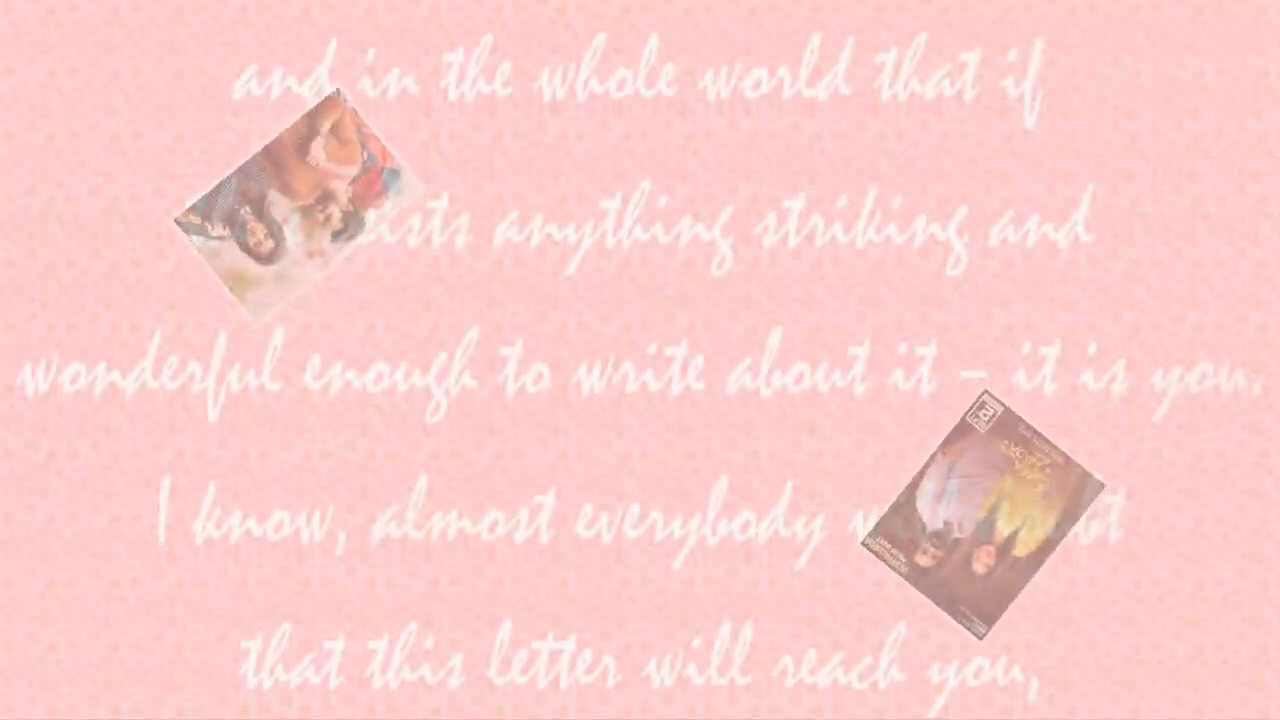 and in the whole world that if
anything striking and
wonderful enough to write about it – it is you.
I know, almost everybody
that this letter will reach you,